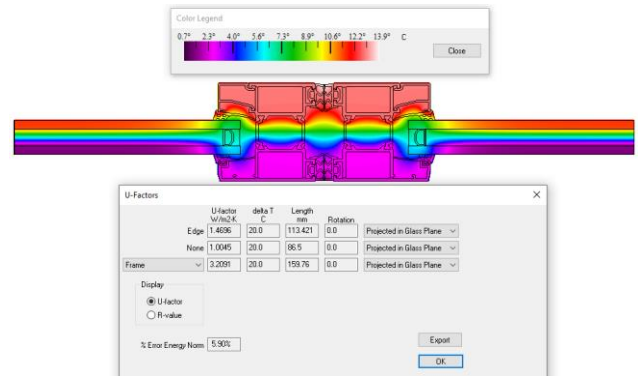 Color Legend
0.7° 2.3° 4.0° 5.6° 7.3° 8.9° 10.6° 12.2° 13.9° C
Close
U-Factors
U-factor delta T Length
W/m2-K C mm Rotation
Edge 1.4696 20.0 113.421 0.0 Projected in Glass Plane
None 1.0045 20.0 86.5 0.0 Projected in Glass Plane
Frame 3.2091 20.0 159.76 0.0 Projected in Glass Plane
Display
U-factor
R-value
% Error Energy Norm 5.90%
Export
OK